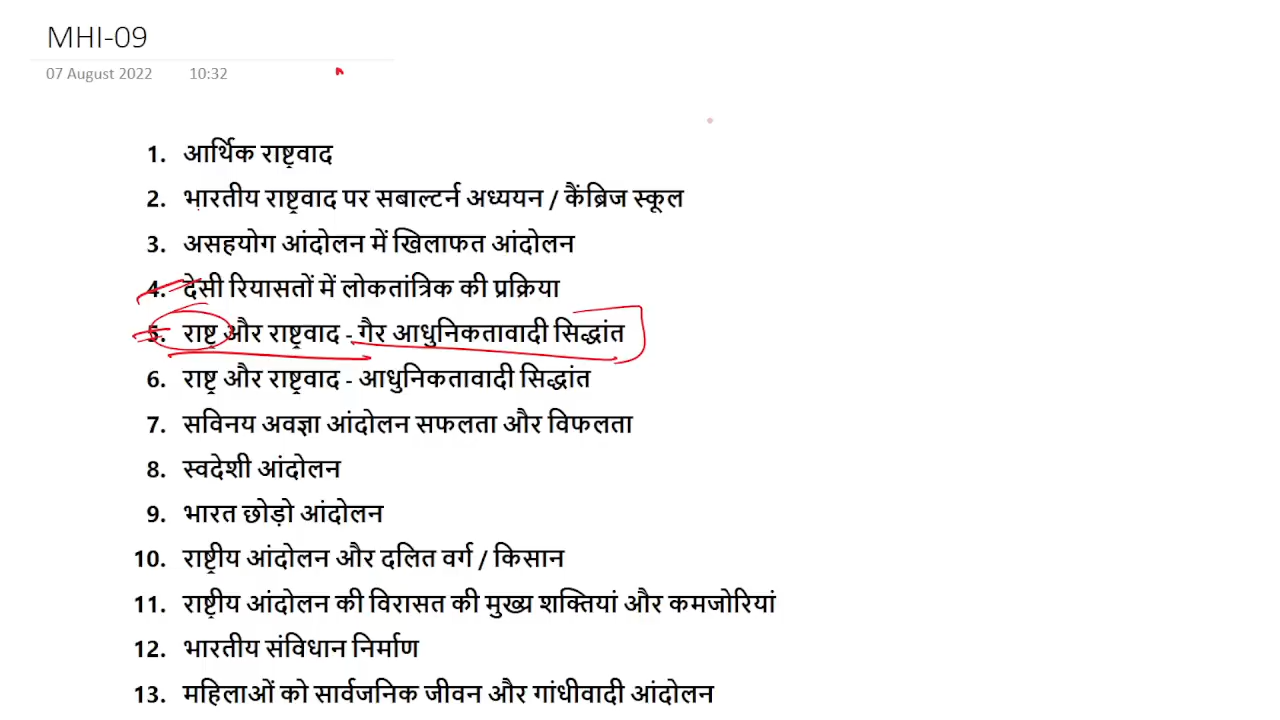 MHI-09
07 August 2022 10:32
1. आर्थिक राष्ट्रवाद
2. भारतीय राष्ट्रवाद पर सबाल्टर्न अध्ययन / कैंब्रिज स्कूल
3. असहयोग आंदोलन में खिलाफत आंदोलन
4. देसी रियासतों में लोकतांत्रिक की प्रक्रिया
5. राष्ट्र और राष्ट्रवाद - गैर आधुनिकतावादी सिद्धांत
6. राष्ट्र और राष्ट्रवाद - आधुनिकतावादी सिद्धांत
7. सविनय अवज्ञा आंदोलन सफलता और विफलता
8. स्वदेशी आंदोलन
9. भारत छोड़ो आंदोलन
10. राष्ट्रीय आंदोलन और दलित वर्ग / किसान
11. राष्ट्रीय आंदोलन की विरासत की मुख्य शक्तियां और कमजोरियां
12. भारतीय संविधान निर्माण
13. महिलाओं को सार्वजनिक जीवन और गांधीवादी आंदोलन